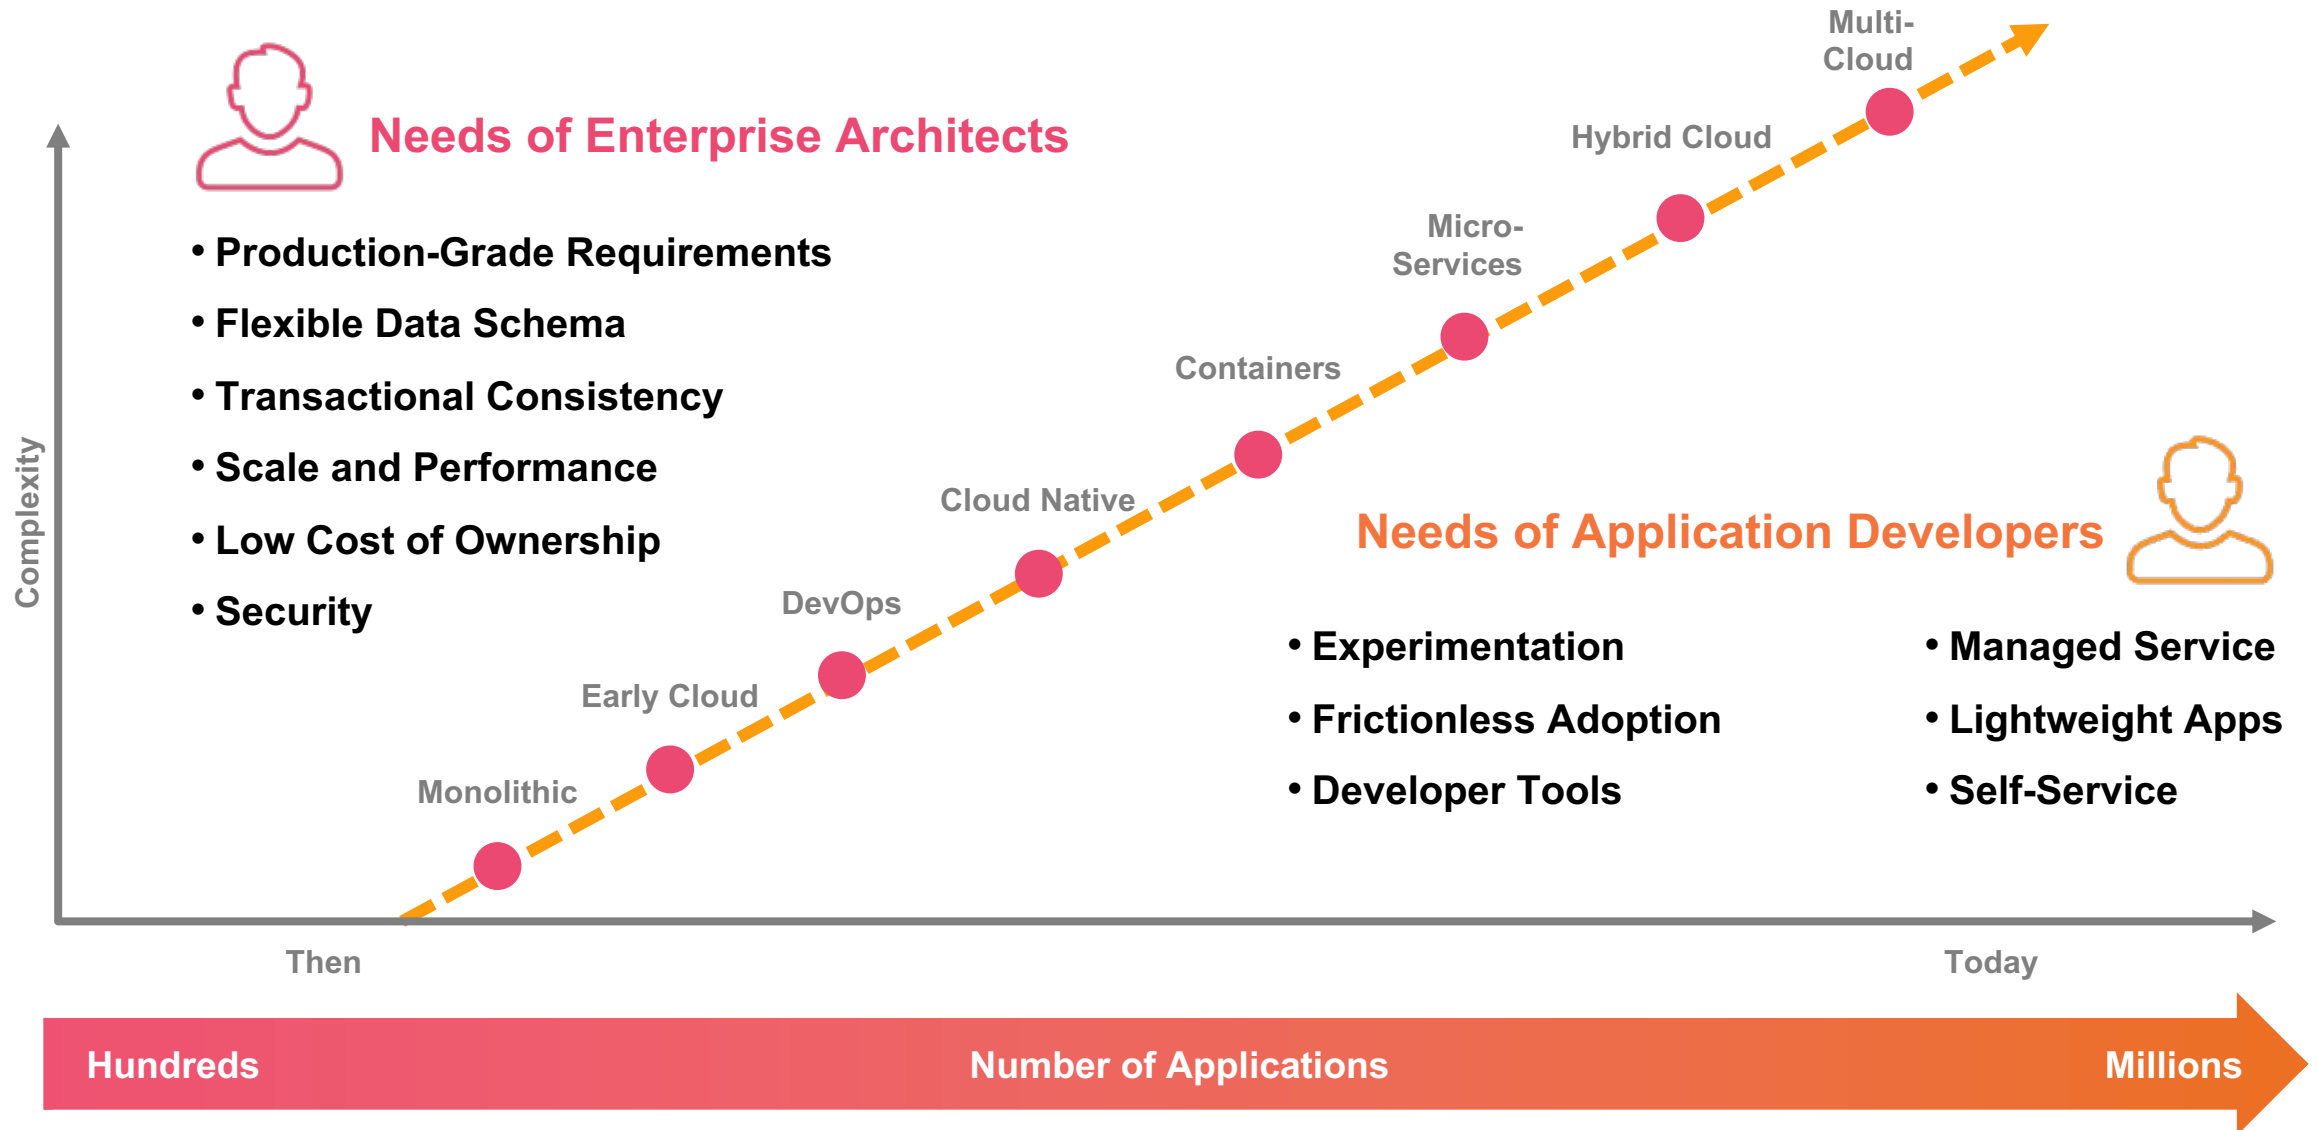 Multi-
Cloud
Needs of Enterprise Architects
Hybrid Cloud
Micro-
Services
• Production-Grade Requirements
• Flexible Data Schema
• Transactional Consistency
• Scale and Performance
• Low Cost of Ownership
• Security
Containers
Cloud Native
DevOps
Early Cloud
Monolithic
Complexity
Needs of Application Developers
• Experimentation
• Frictionless Adoption
• Developer Tools
• Managed Service
• Lightweight Apps
• Self-Service
Then
Today
Hundreds
Number of Applications
Millions